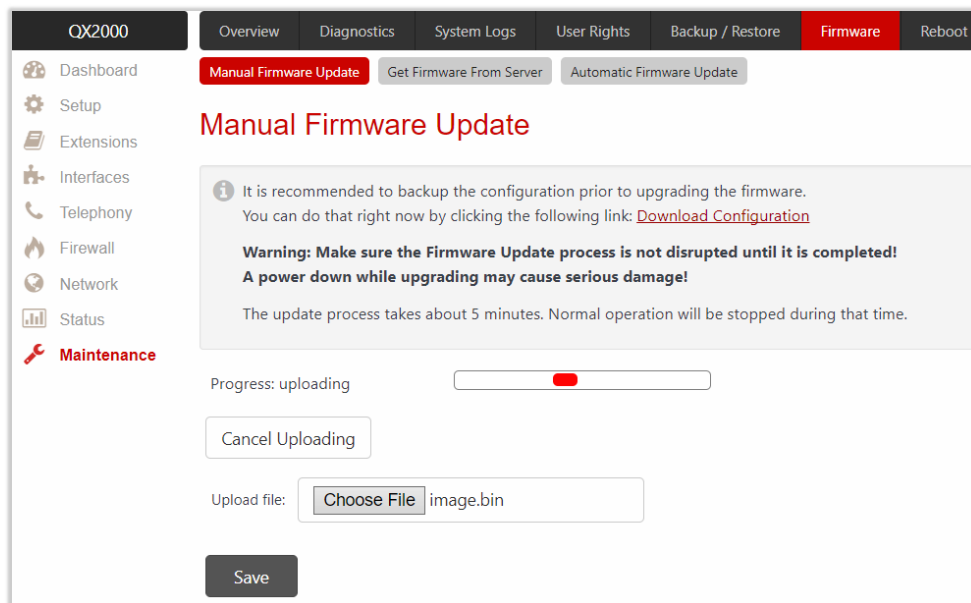 QX2000
Overview Diagnostics System Logs User Rights Backup / Restore Firmware Reboot
Dashboard
Setup
Extensions
Interfaces
Telephony
Firewall
Network
Status
Maintenance
Manual Firmware Update Get Firmware From Server Automatic Firmware Update
Manual Firmware Update
It is recommended to backup the configuration prior to upgrading the firmware.
You can do that right now by clicking the following link: Download Configuration
Warning: Make sure the Firmware Update process is not disrupted until it is completed!
A power down while upgrading may cause serious damage!
The update process takes about 5 minutes. Normal operation will be stopped during that time.
Progress: uploading
Cancel Uploading
Upload file: Choose File image.bin
Save